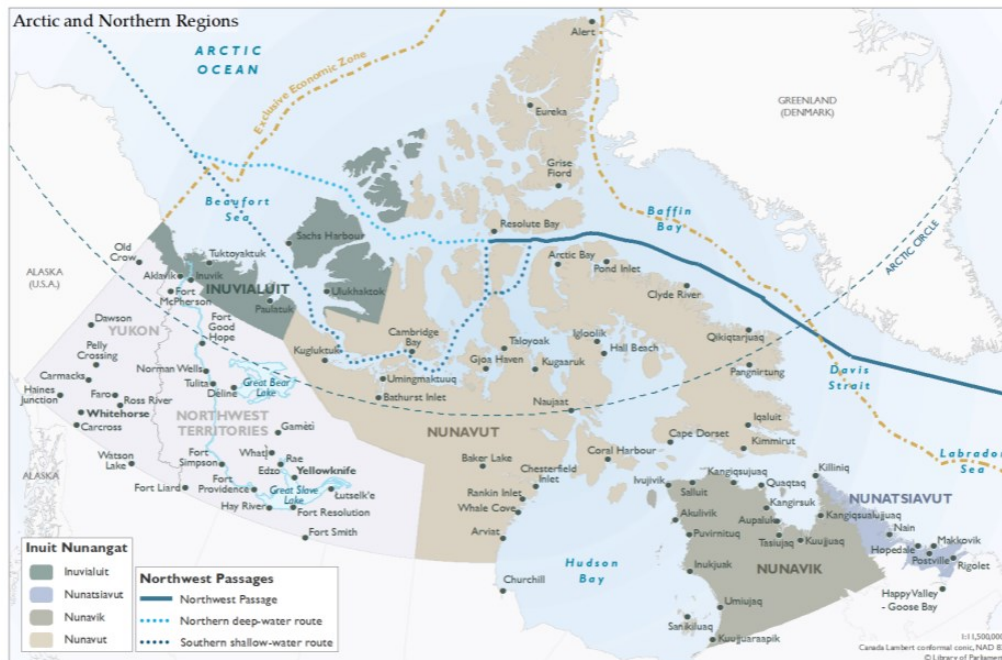 Arctic and Northern Regions
ARCTIC
OCEAN
Exclusive Economic Zone
Alert
GREENLAND
(DENMARK)
Eureka
Grise
Fiord
Beaufort
Sea
Resolute Bay
Baffin
Bay
ARCTIC CIRCLE
Sachs Harbour
Old
Crow
Tuktoyaktuk
Arctic Bay
Pond Inlet
ALASKA
(U.S.A.)
Aklavik
Inuvik
INUVIALUIT
Ulukhaktok
Fort
McPherson
Paulatuk
Clyde River
Dawson
YUKON
Fort
Good
Hope
Cambridge
Bay
Taloyoak
Igloolik
Qikiqtarjuaq
Pelly
Crossing
Kugluktuk
Gjoa Haven
Kugaaruk
Hall Beach
Carmacks
Norman Wells
Great Bear
Lake
Umingmaktuuq
Pangnirtung
Davis
Strait
Haines
Junction
Faro
Ross River
Tulita
Deline
Bathurst Inlet
Whitehorse
NORTHWEST
TERRITORIES
Naujaat
Carcross
Gamèti
NUNAVUT
Iqaluit
Cape Dorset
Kimmirut
Watson
Lake
Fort
Simpson
Whatì
Rae
Edzo
Yellowknife
Baker Lake
Coral Harbour
Labrador
Sea
Chesterfield
Inlet
Ivujivik
Kangiqsujuaq
Killiniq
Fort Liard
Fort
Providence
Great Slave
Lake
Lutselk'e
Rankin Inlet
Salluit
Quaqtaq
NUNATSIAVUT
Hay River
Fort Resolution
Whale Cove
Akulivik
Kangirsuk
Kangiqsualujjuaq
Fort Smith
Arviat
Puvirnituq
Aupaluk
Nain
Tasiujaq
Kuujjuaq
Hopedale
Makkovik
Postville
Rigolet
ALASKA
Hudson
Bay
Inukjuak
NUNAVIK
Churchill
Happy Valley
- Goose Bay
Umiujaq
Sanikiluaq
Kuujjuaraapik
Inuit Nunangat
Inuvialuit
Nunatsiavut
Nunavik
Nunavut
Northwest Passages
Northwest Passage
Northern deep-water route
Southern shallow-water route
1:11,500,000
Canada Lambert conformal conic, NAD 83
© Library of Parliament